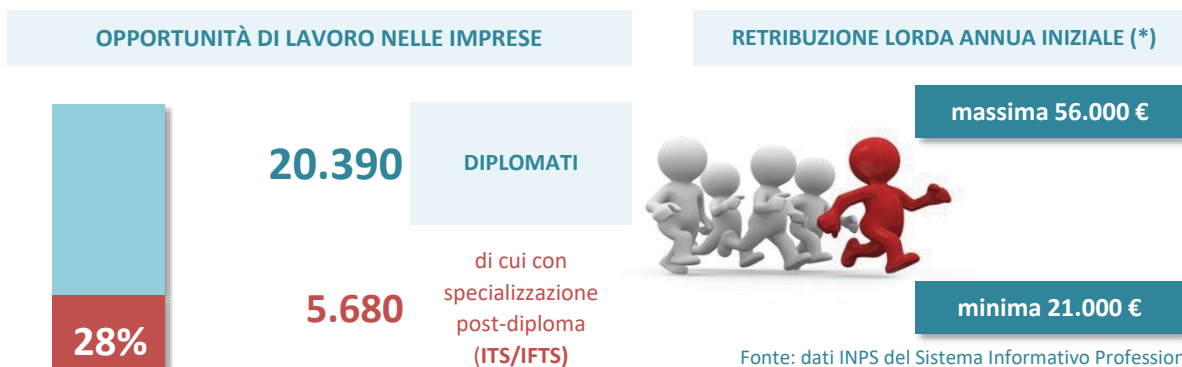 OPPORTUNITÀ DI LAVORO NELLE IMPRESE
28%
20.390
DIPLOMATI
5.680
di cui con
specializzazione
post-diploma
(ITS/IFTS)
RETRIBUZIONE LORDA ANNUA INIZIALE (*)
massima 56.000 €
minima 21.000 €
Fonte: dati INPS del Sistema Informativo